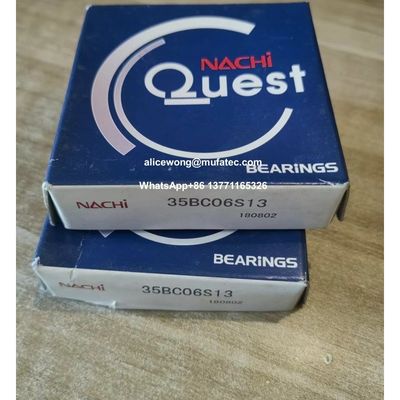 NACHi
Quest
alicewong@mufatec.com
BEARINGS
WhatsApp+86 13771165326
NACHi 35BC06S13
180802
BEARINGS
NACHi 35BC06S13
180802